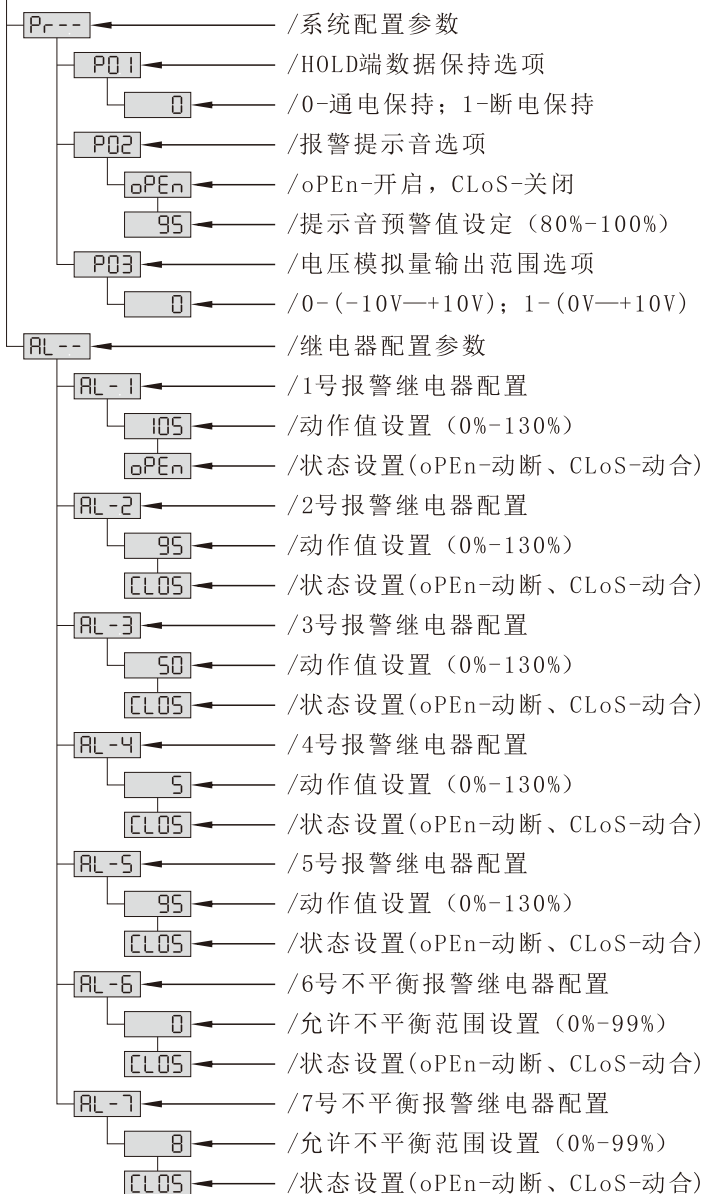 Pr-- /系统配置参数
P01 /HOLD端数据保持选项
0 /0-通电保持；1-断电保持
P02 /报警提示音选项
oPEn /oPEn-开启，CLoS-关闭
95 /提示音预警值设定（80%-100%）
P03 /电压模拟量输出范围选项
0 /0-(-10V—+10V)；1-(0V—+10V)
AL-- /继电器配置参数
AL-1 /1号报警继电器配置
105 /动作值设置（0%-130%）
oPEn /状态设置(oPEn-动断、CLoS-动合)
AL-2 /2号报警继电器配置
95 /动作值设置（0%-130%）
CLOS /状态设置(oPEn-动断、CLoS-动合)
AL-3 /3号报警继电器配置
50 /动作值设置（0%-130%）
CLOS /状态设置(oPEn-动断、CLoS-动合)
AL-4 /4号报警继电器配置
5 /动作值设置（0%-130%）
CLOS /状态设置(oPEn-动断、CLoS-动合)
AL-5 /5号报警继电器配置
95 /动作值设置（0%-130%）
CLOS /状态设置(oPEn-动断、CLoS-动合)
AL-6 /6号不平衡报警继电器配置
0 /允许不平衡范围设置（0%-99%）
CLOS /状态设置(oPEn-动断、CLoS-动合)
AL-7 /7号不平衡报警继电器配置
8 /允许不平衡范围设置（0%-99%）
CLOS /状态设置(oPEn-动断、CLoS-动合)